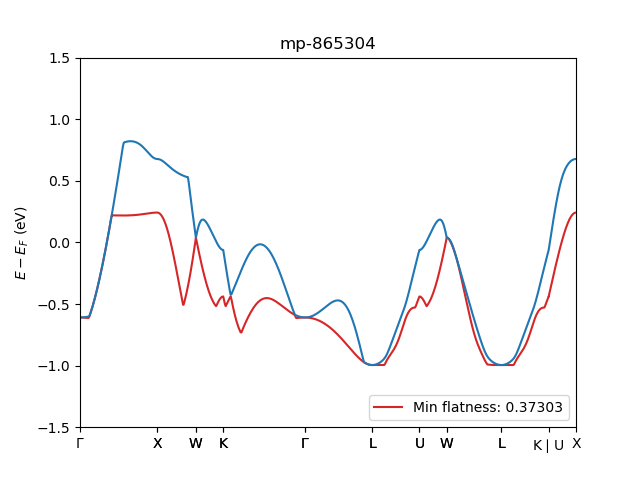 mp-865304
1.5
1.0
0.5
0.0
−0.5
−1.0
−1.5
E − E_F (eV)
Min flatness: 0.37303
Γ X W K Γ L U W L K | U X